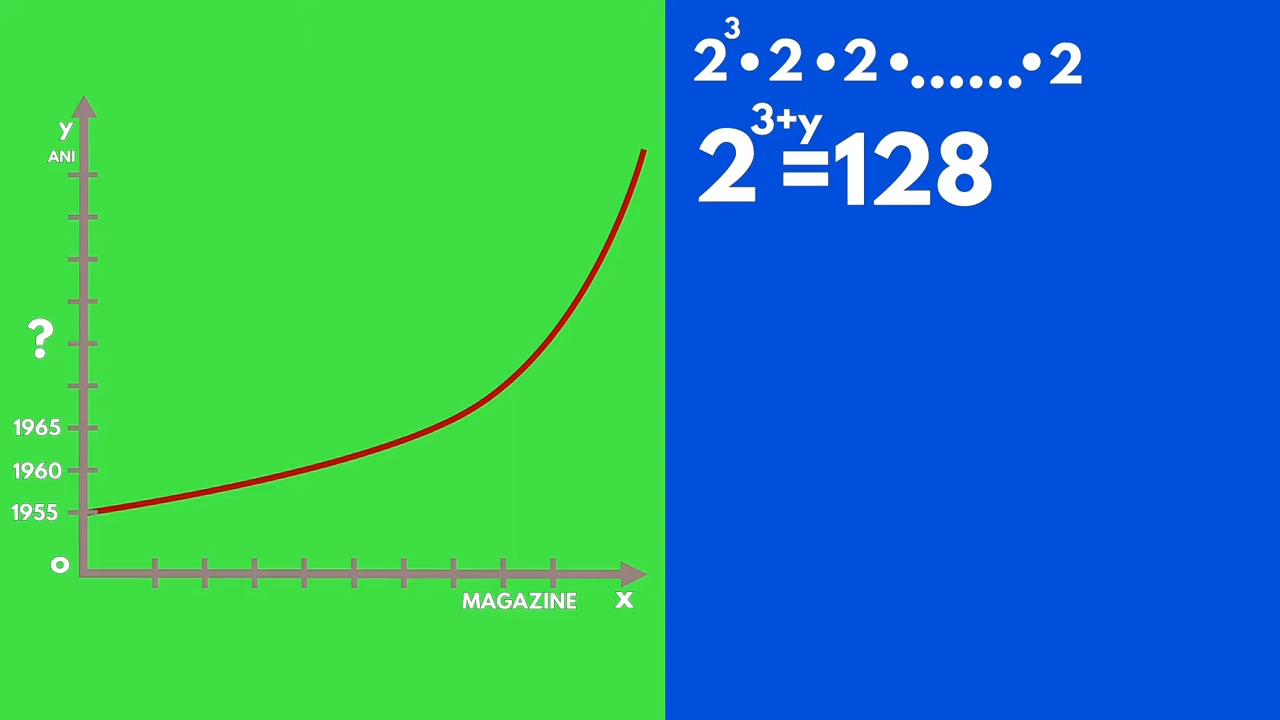 y
ANI
?
1965
1960
1955
O
MAGAZINE x
2³•2•2•......•2
2³⁺ʸ=128